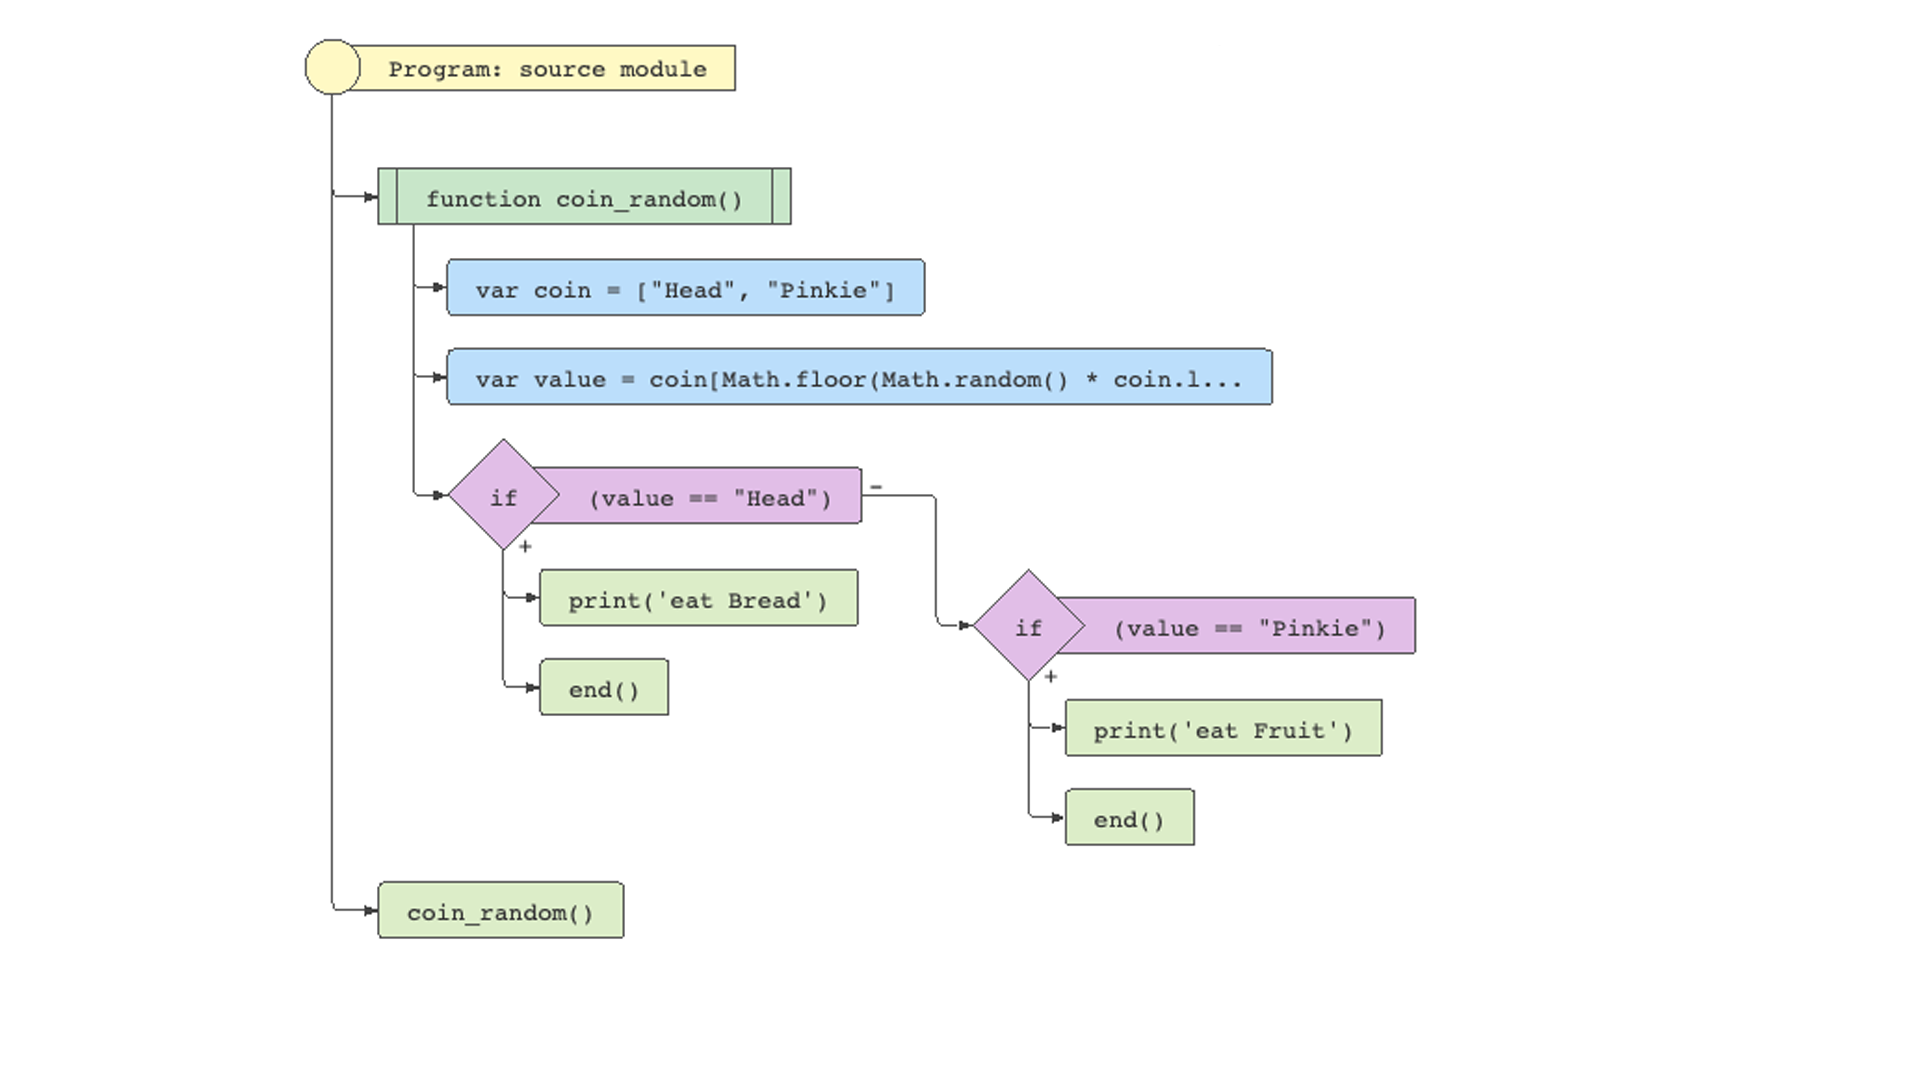 Program: source module
function coin_random()
var coin = ["Head", "Pinkie"]
var value = coin[Math.floor(Math.random() * coin.l...
if (value == "Head") -
+
print('eat Bread')
end()
if (value == "Pinkie")
+
print('eat Fruit')
end()
coin_random()